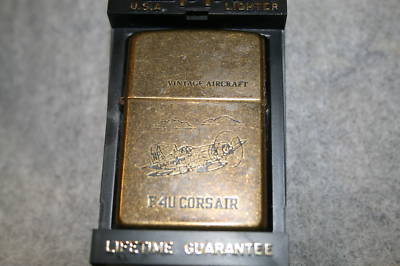 U.S.A. LIGHTER
VINTAGE AIRCRAFT
F4U CORSAIR
LIFETIME GUARANTEE